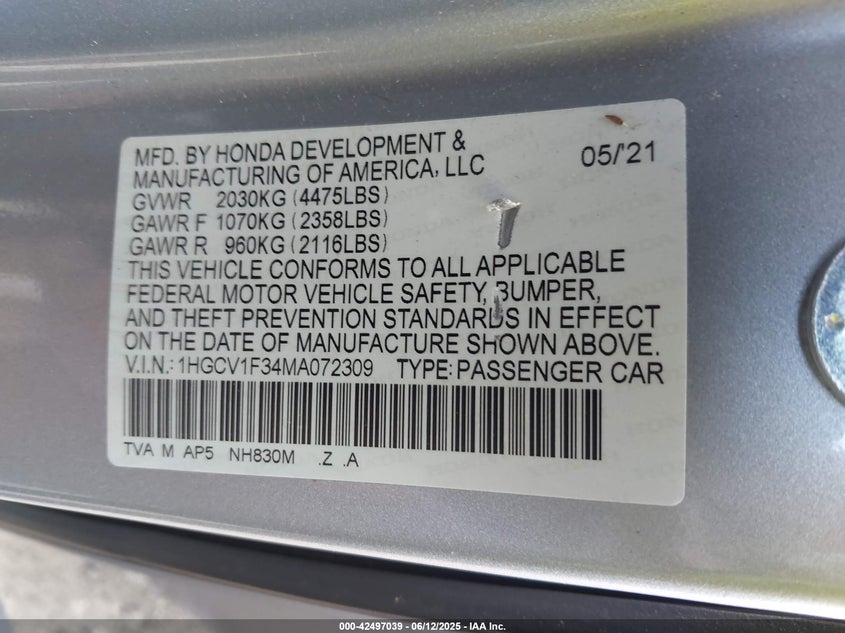 MFD. BY HONDA DEVELOPMENT &
MANUFACTURING OF AMERICA, LLC
05/'21
GVWR 2030KG (4475LBS)
GAWR F 1070KG (2358LBS)
GAWR R 960KG (2116LBS)
THIS VEHICLE CONFORMS TO ALL APPLICABLE
FEDERAL MOTOR VEHICLE SAFETY, BUMPER,
AND THEFT PREVENTION STANDARDS IN EFFECT
ON THE DATE OF MANUFACTURE SHOWN ABOVE.
V.I.N.: 1HGCV1F34MA072309 TYPE: PASSENGER CAR
TVA M AP5 NH830M .Z .A
000-42497039 - 06/12/2025 - IAA Inc.